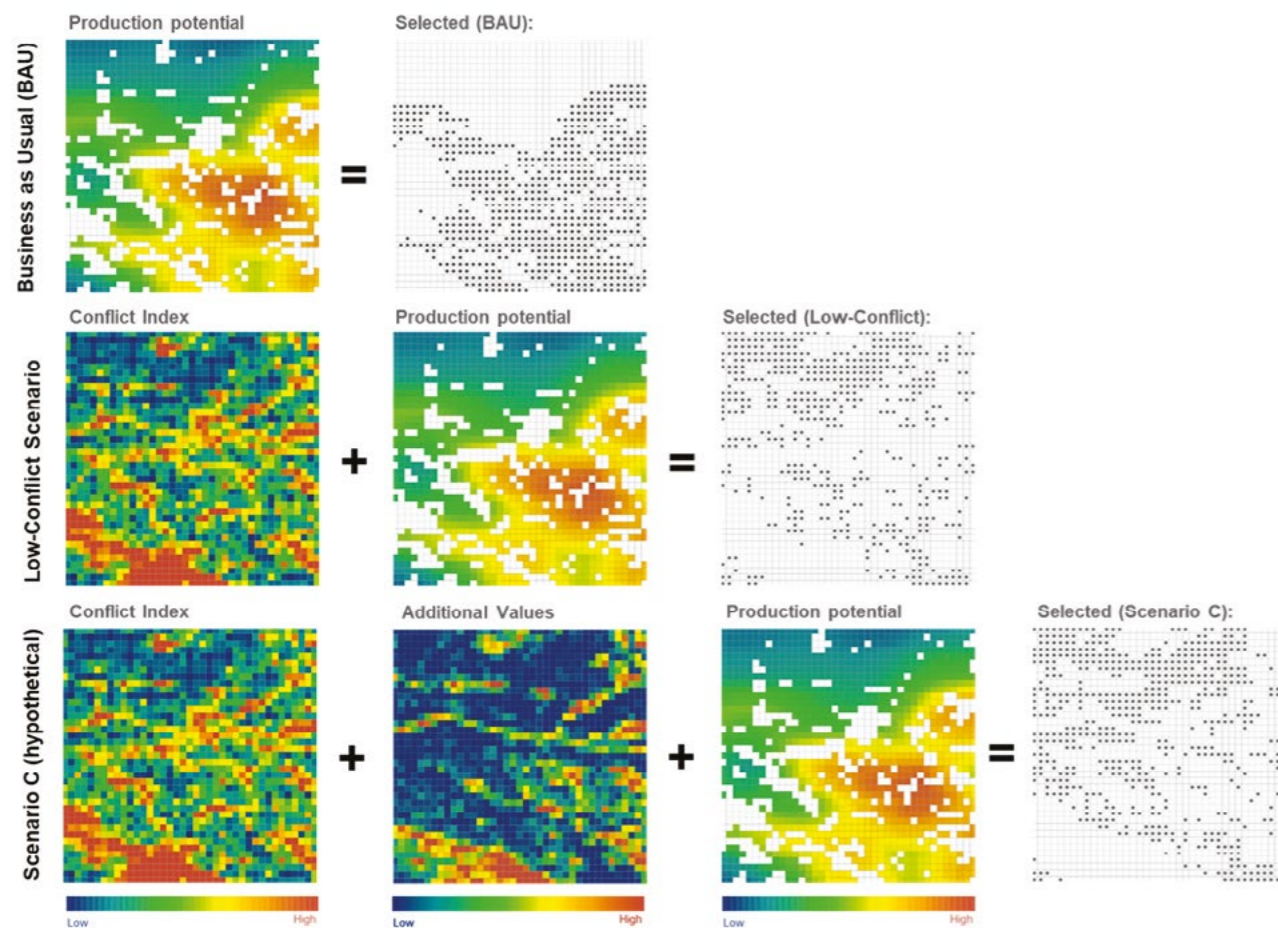 Production potential
Selected (BAU):
Business as Usual (BAU)
=
Conflict Index
Production potential
Selected (Low-Conflict):
Low-Conflict Scenario
+
=
Conflict Index
Additional Values
Production potential
Selected (Scenario C):
Scenario C (hypothetical)
+
+
=
Low
High
Low
High
Low
High